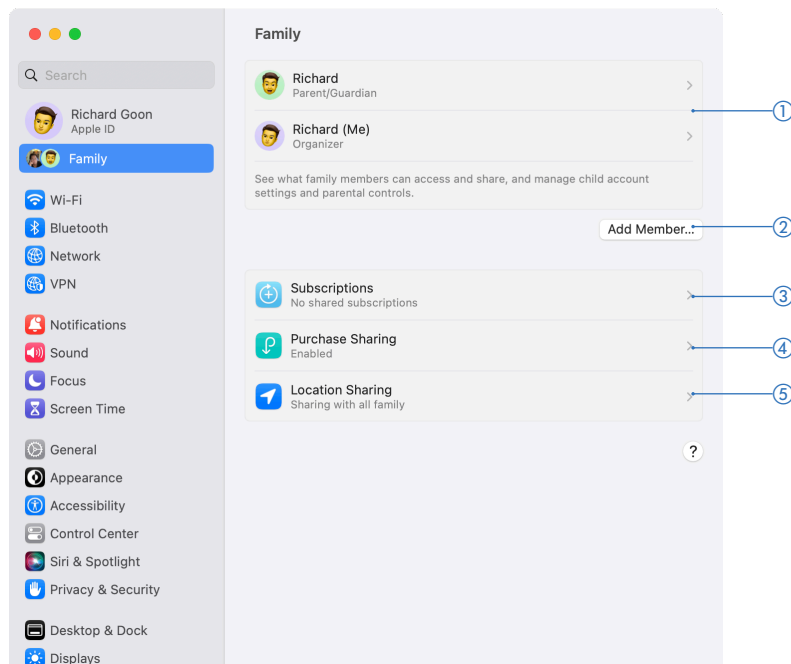 Search
Richard Goon
Apple ID
Family
Wi-Fi
Bluetooth
Network
VPN
Notifications
Sound
Focus
Screen Time
General
Appearance
Accessibility
Control Center
Siri & Spotlight
Privacy & Security
Desktop & Dock
Displays
Family
Richard
Parent/Guardian
①
Richard (Me)
Organizer
See what family members can access and share, and manage child account
settings and parental controls.
Add Member...
②
Subscriptions
No shared subscriptions
③
Purchase Sharing
Enabled
④
Location Sharing
Sharing with all family
⑤
?